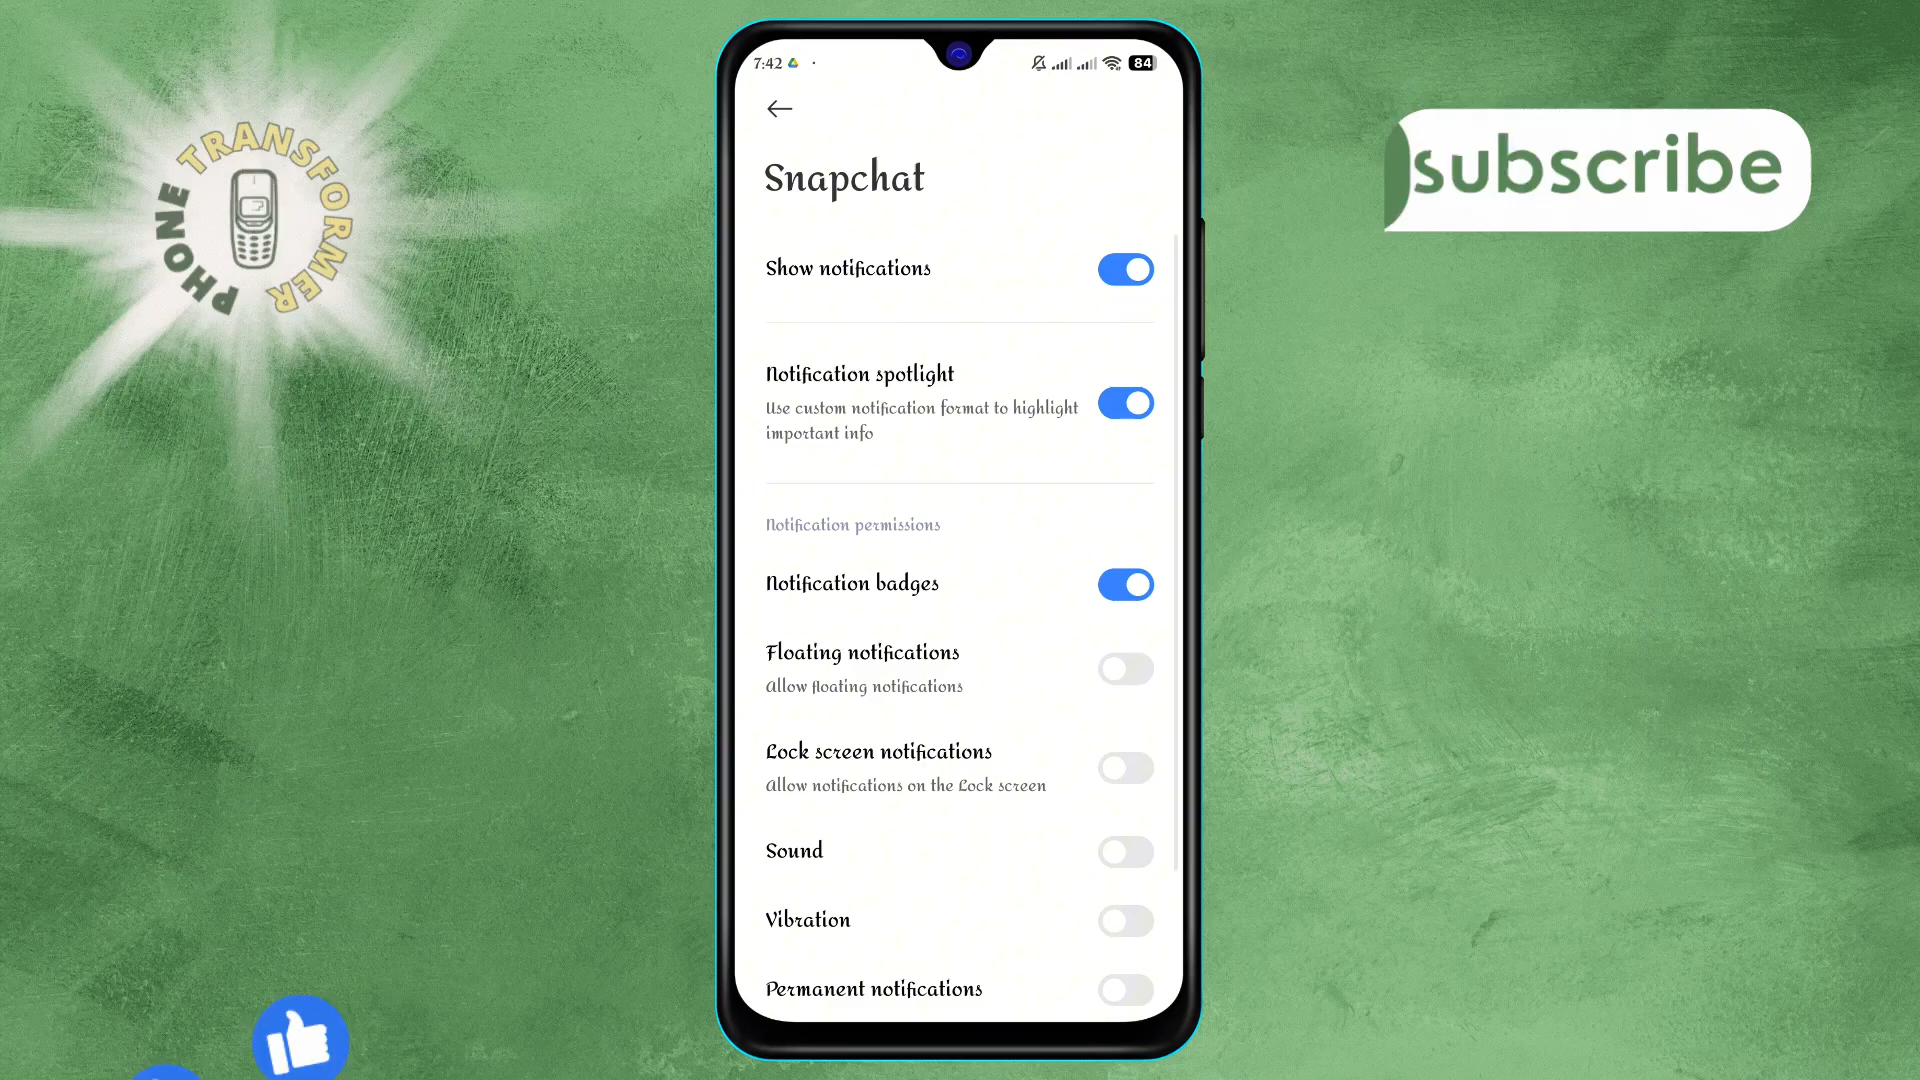 PHONE TRANSFORMER
subscribe
7:42
84
Snapchat
Show notifications
Notification spotlight
Use custom notification format to highlight
important info
Notification permissions
Notification badges
Floating notifications
Allow floating notifications
Lock screen notifications
Allow notifications on the Lock screen
Sound
Vibration
Permanent notifications